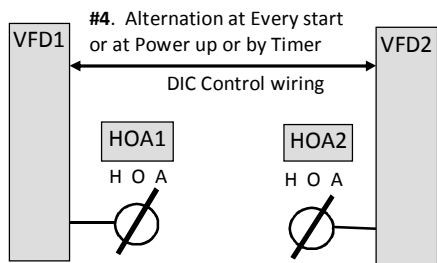 #4. Alternation at Every start
or at Power up or by Timer
VFD1
VFD2
DIC Control wiring
HOA1
HOA2
H O A
H O A